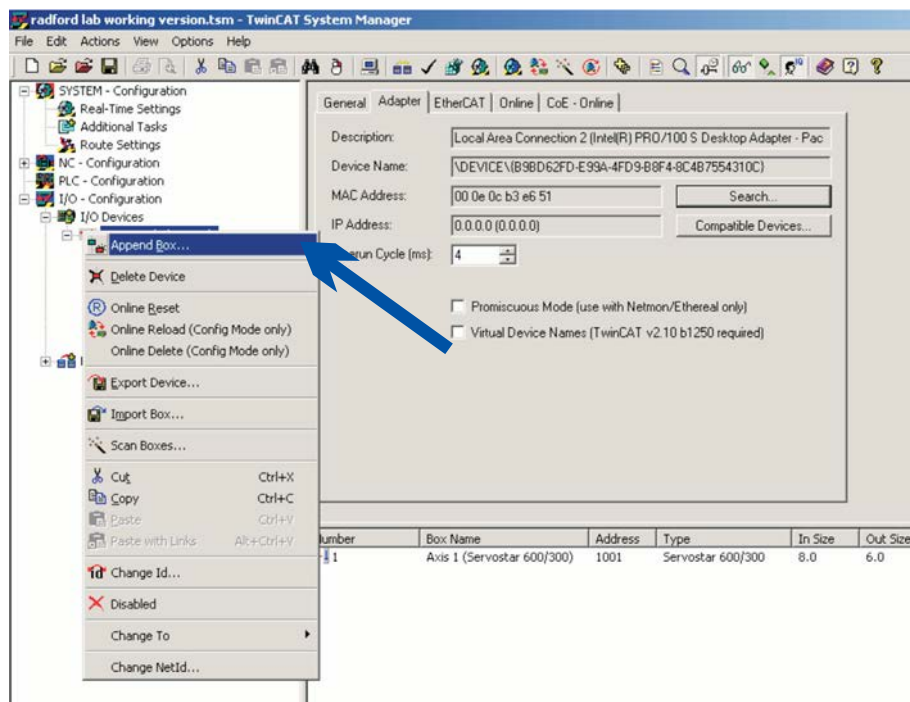 radford lab working version.tsm - TwinCAT System Manager
File Edit Actions View Options Help
SYSTEM - Configuration
Real-Time Settings
Additional Tasks
Route Settings
NC - Configuration
PLC - Configuration
I/O - Configuration
I/O Devices
Append Box...
Delete Device
Online Reset
Online Reload (Config Mode only)
Online Delete (Config Mode only)
Export Device...
Import Box...
Scan Boxes...
Cut Ctrl+X
Copy Ctrl+C
Paste Ctrl+V
Paste with Links Alt+Ctrl+V
Change Id...
Disabled
Change To
Change NetId...
General Adapter EtherCAT Online CoE - Online
Description: Local Area Connection 2 (Intel(R) PRO/100 S Desktop Adapter - Pac
Device Name: \DEVICE\{B9BD62FD-E99A-4FD9-B8F4-8C4B7554310C}
MAC Address: 00 0e 0c b3 e6 51 Search...
IP Address: 0.0.0.0 (0.0.0.0) Compatible Devices...
erun Cycle (ms): 4
Promiscuous Mode (use with Netmon/Ethereal only)
Virtual Device Names (TwinCAT v2.10 b1250 required)
umber Box Name Address Type In Size Out Size
1 Axis 1 (Servostar 600/300) 1001 Servostar 600/300 8.0 6.0